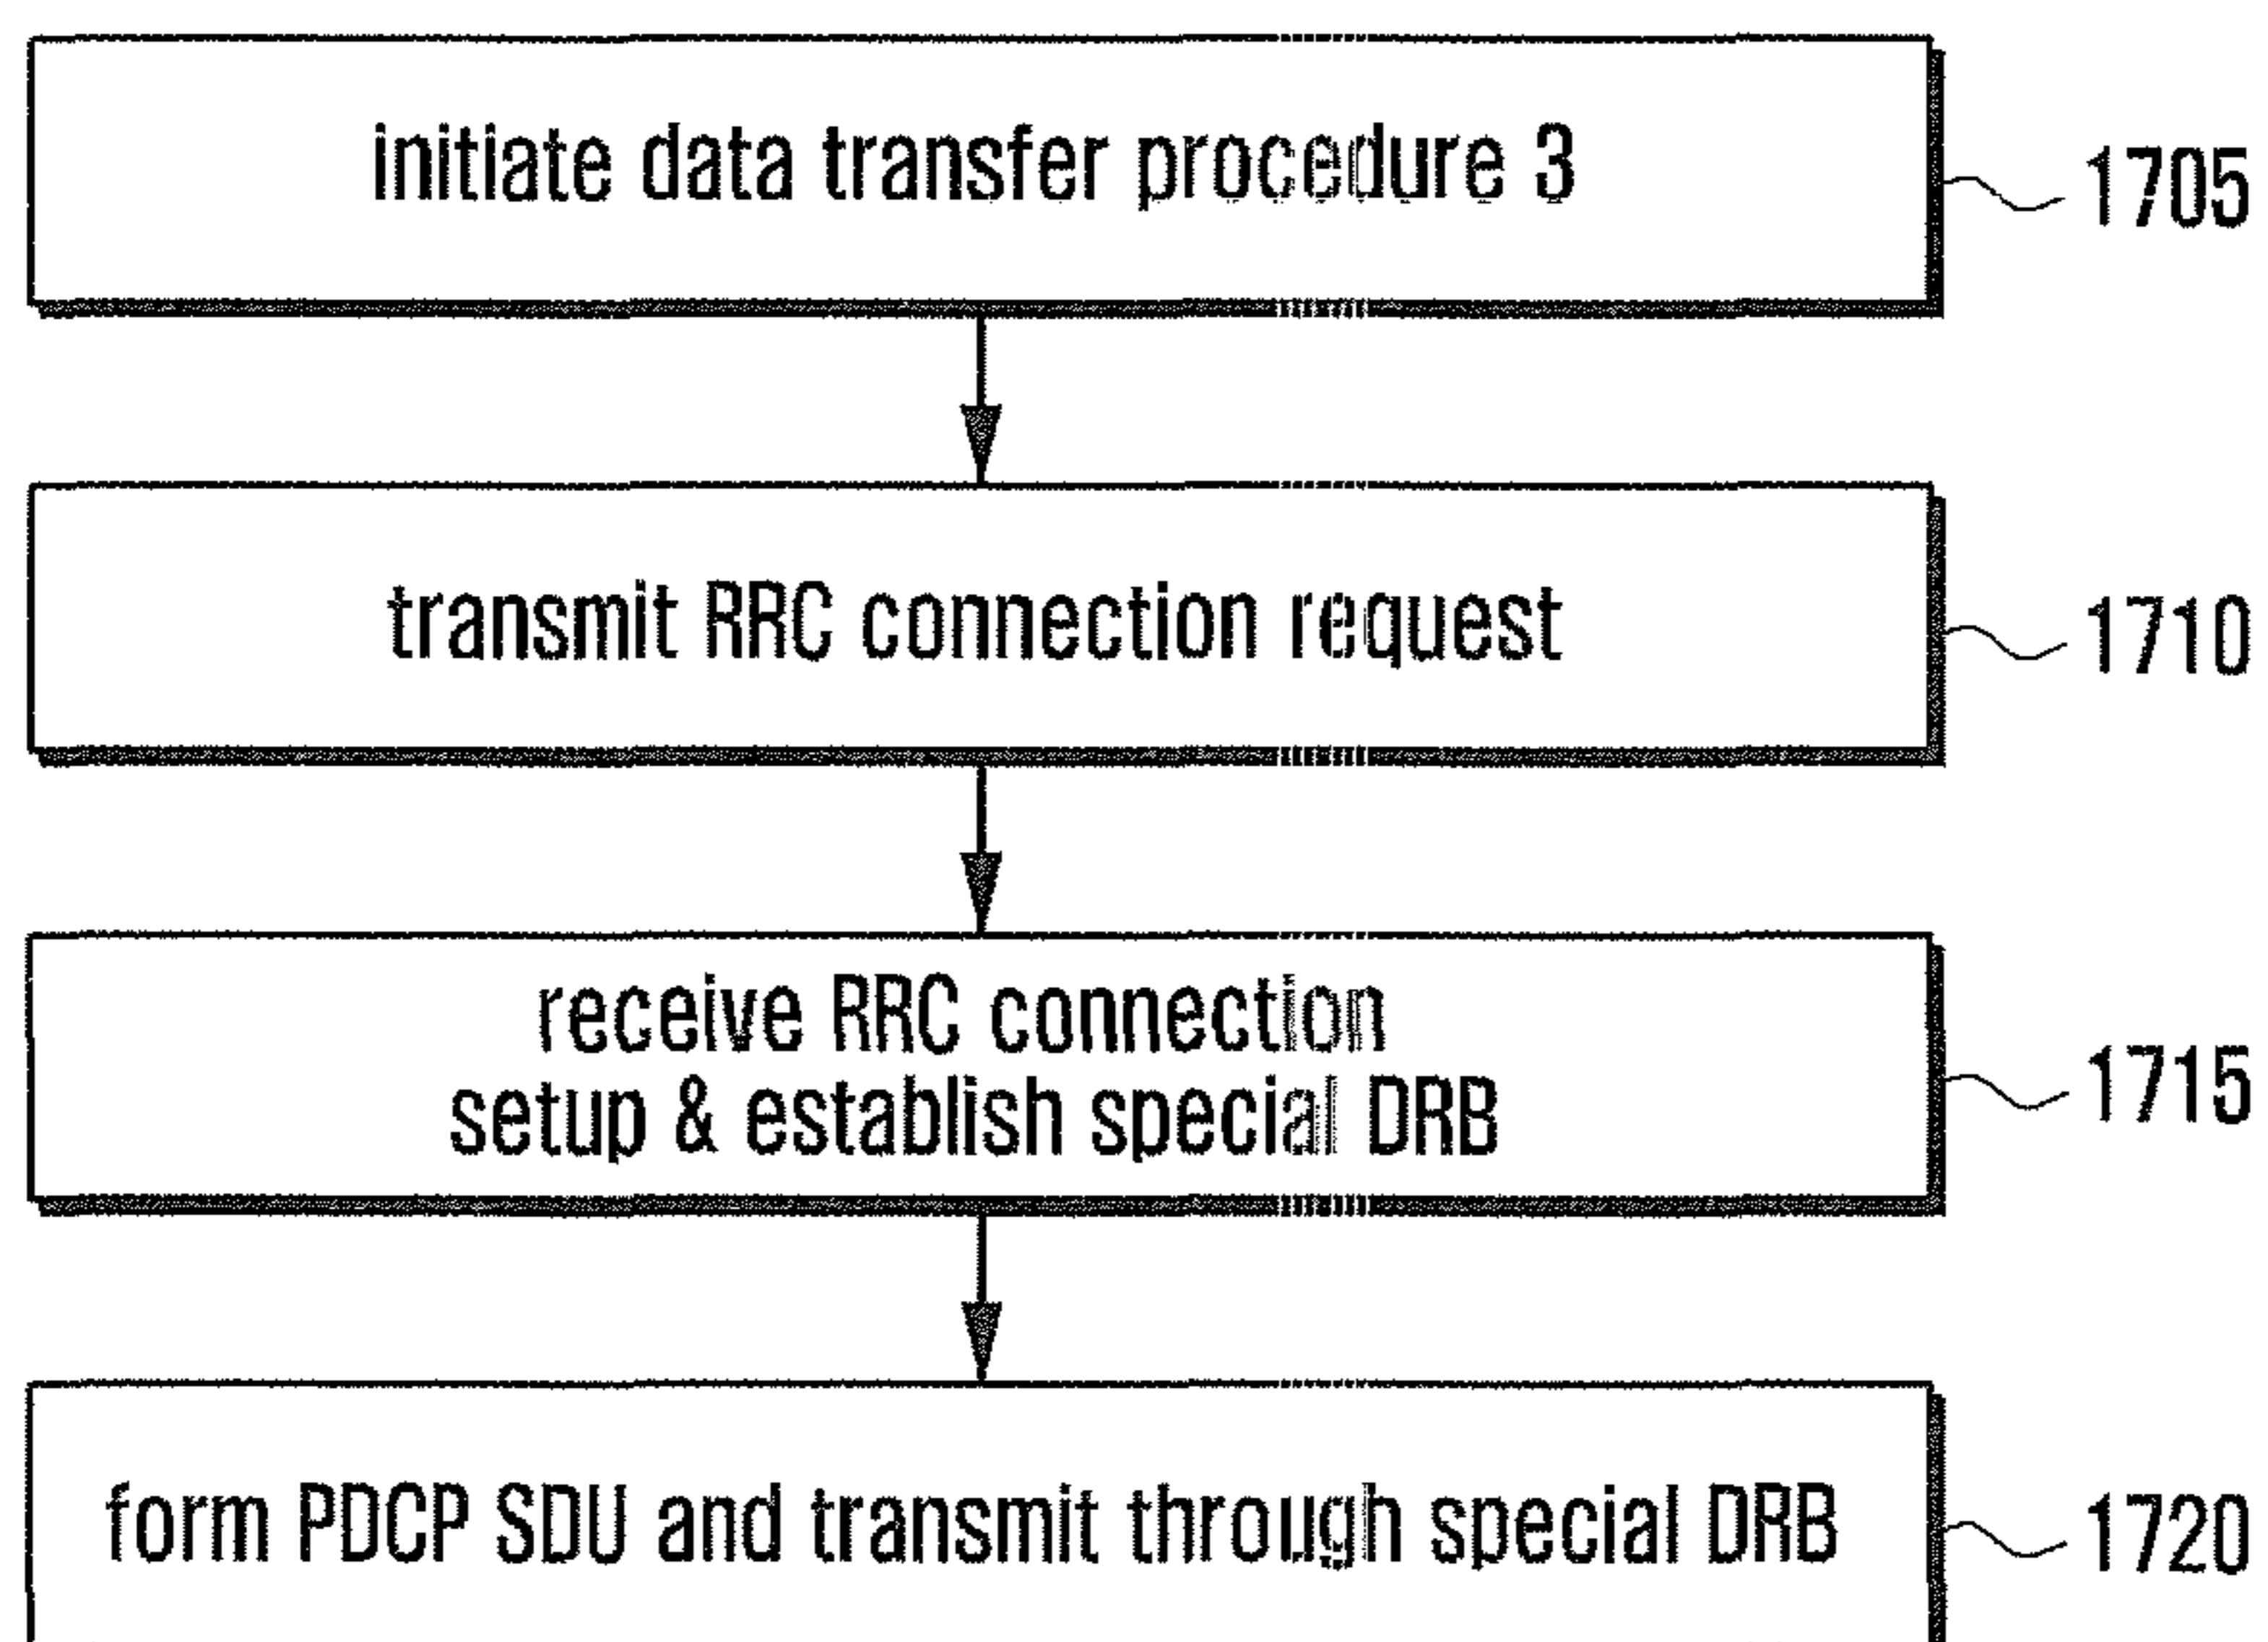 initiate data transfer procedure 3
1705
transmit RRC connection request
1710
receive RRC connection
setup & establish special DRB
1715
form PDCP SDU and transmit through special DRB
1720